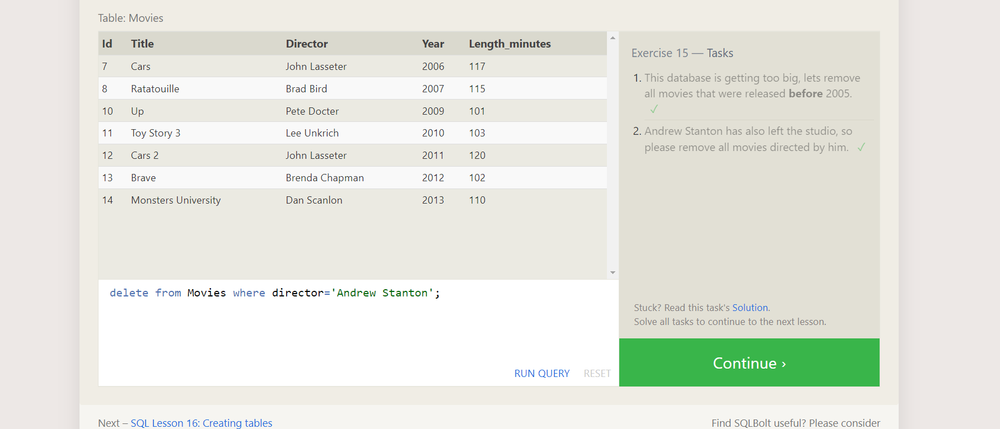 Table: Movies
Id Title Director Year Length_minutes
7 Cars John Lasseter 2006 117
8 Ratatouille Brad Bird 2007 115
10 Up Pete Docter 2009 101
11 Toy Story 3 Lee Unkrich 2010 103
12 Cars 2 John Lasseter 2011 120
13 Brave Brenda Chapman 2012 102
14 Monsters University Dan Scanlon 2013 110
delete from Movies where director='Andrew Stanton';
RUN QUERY RESET
Exercise 15 — Tasks
1. This database is getting too big, lets remove
all movies that were released before 2005.
✓
2. Andrew Stanton has also left the studio, so
please remove all movies directed by him. ✓
Stuck? Read this task's Solution.
Solve all tasks to continue to the next lesson.
Continue ›
Next – SQL Lesson 16: Creating tables
Find SQLBolt useful? Please consider